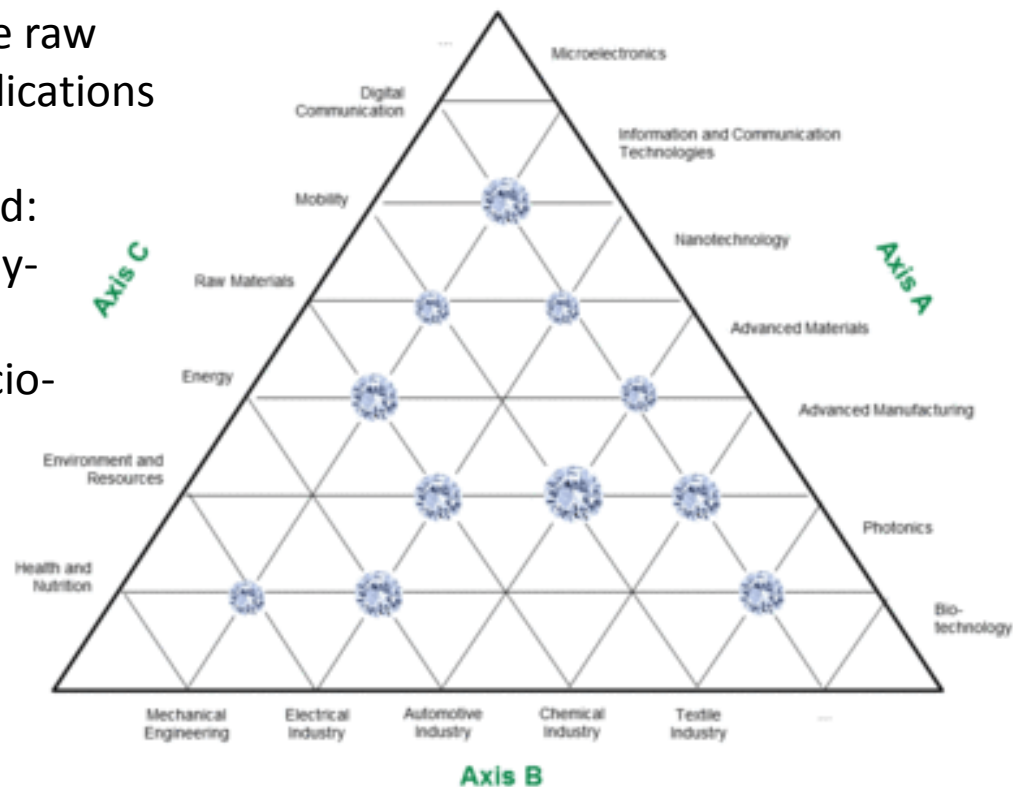 e raw
lications
d:
y-
cio-
...
Microelectronics
Digital
Communication
Information and Communication
Technologies
Mobility
Nanotechnology
Axis C
Axis A
Raw Materials
Advanced Materials
Energy
Advanced Manufacturing
Environment and
Resources
Photonics
Health and
Nutrition
Bio-
technology
Mechanical
Engineering
Electrical
Industry
Automotive
Industry
Chemical
Industry
Textile
Industry
...
Axis B